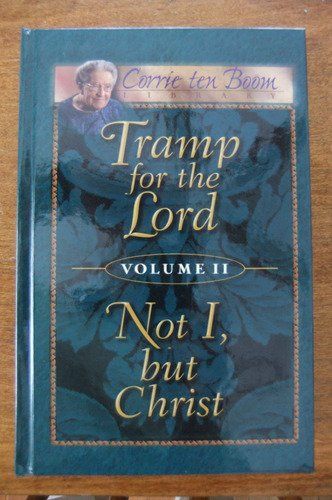 Corrie ten Boom
LIBRARY
Tramp
for the
Lord
VOLUME II
Not I,
but
Christ